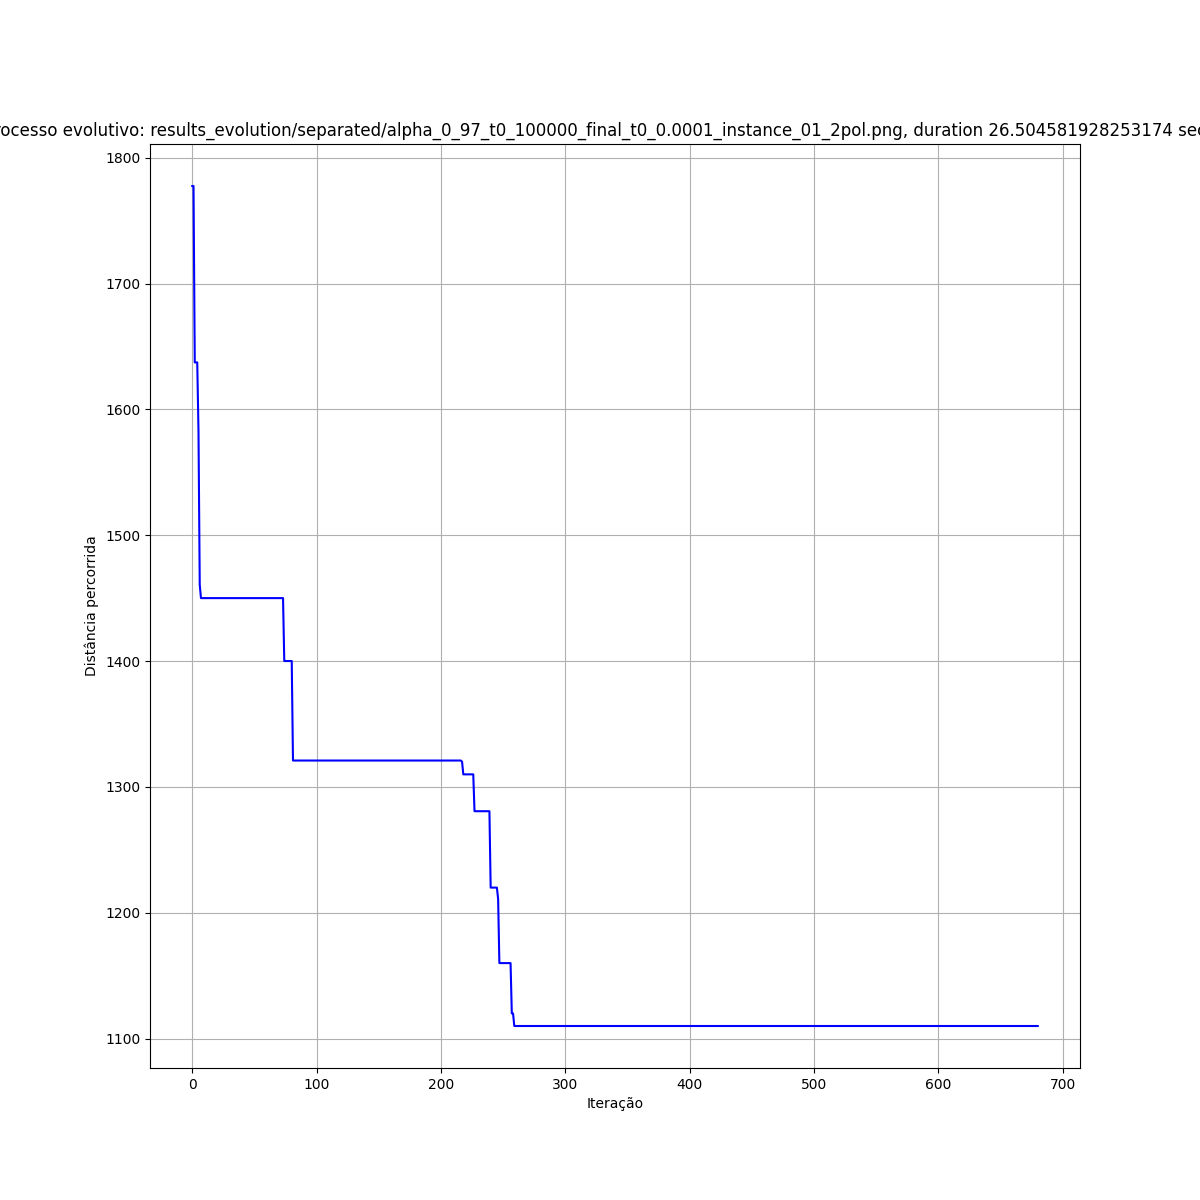 ocesso evolutivo: results_evolution/separated/alpha_0_97_t0_100000_final_t0_0.0001_instance_01_2pol.png, duration 26.504581928253174 sec
1800
1700
1600
1500
1400
1300
1200
1100
Distância percorrida
0 100 200 300 400 500 600 700
Iteração